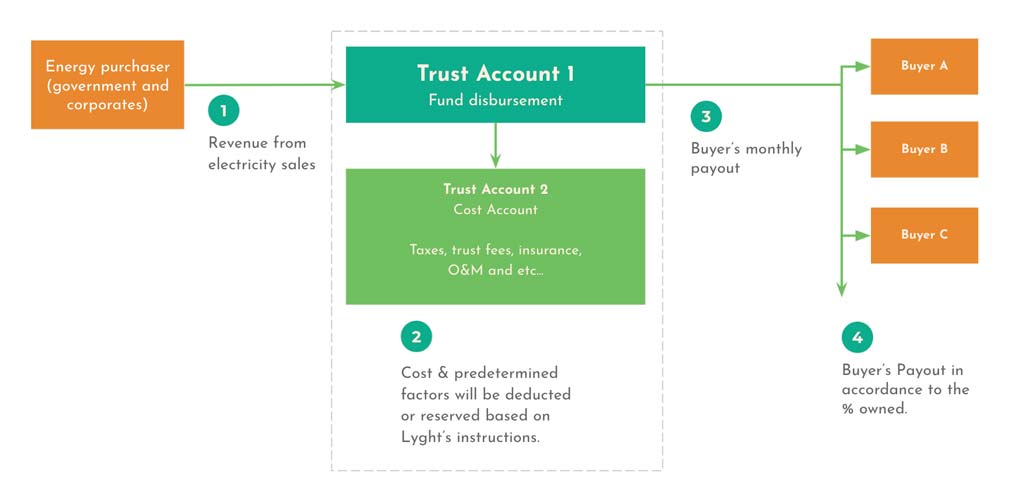 Energy purchaser
(government and
corporates)
1
Revenue from
electricity sales
Trust Account 1
Fund disbursement
Trust Account 2
Cost Account
Taxes, trust fees, insurance,
O&M and etc...
2
Cost & predetermined
factors will be deducted
or reserved based on
Lyght's instructions.
3
Buyer's monthly
payout
Buyer A
Buyer B
Buyer C
4
Buyer's Payout in
accordance to the
% owned.